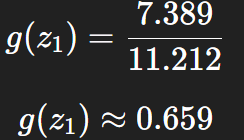 g(z₁) = 7.389 / 11.212
g(z₁) ≈ 0.659